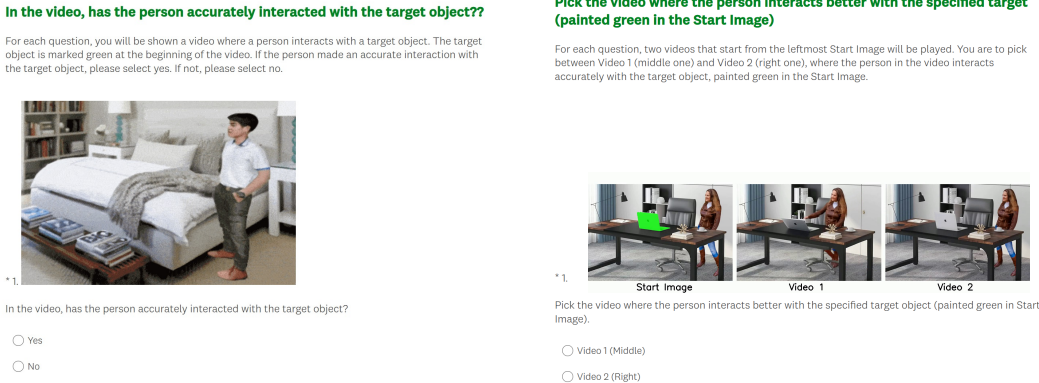 In the video, has the person accurately interacted with the target object??
For each question, you will be shown a video where a person interacts with a target object. The target
object is marked green at the beginning of the video. If the person made an accurate interaction with
the target object, please select yes. If not, please select no.
* 1.
In the video, has the person accurately interacted with the target object?
Yes
No
Pick the video where the person interacts better with the specified target
(painted green in the Start Image)
For each question, two videos that start from the leftmost Start Image will be played. You are to pick
between Video 1 (middle one) and Video 2 (right one), where the person in the video interacts
accurately with the target object, painted green in the Start Image.
* 1.
Start Image
Video 1
Video 2
Pick the video where the person interacts better with the specified target object (painted green in Start
Image).
Video 1 (Middle)
Video 2 (Right)